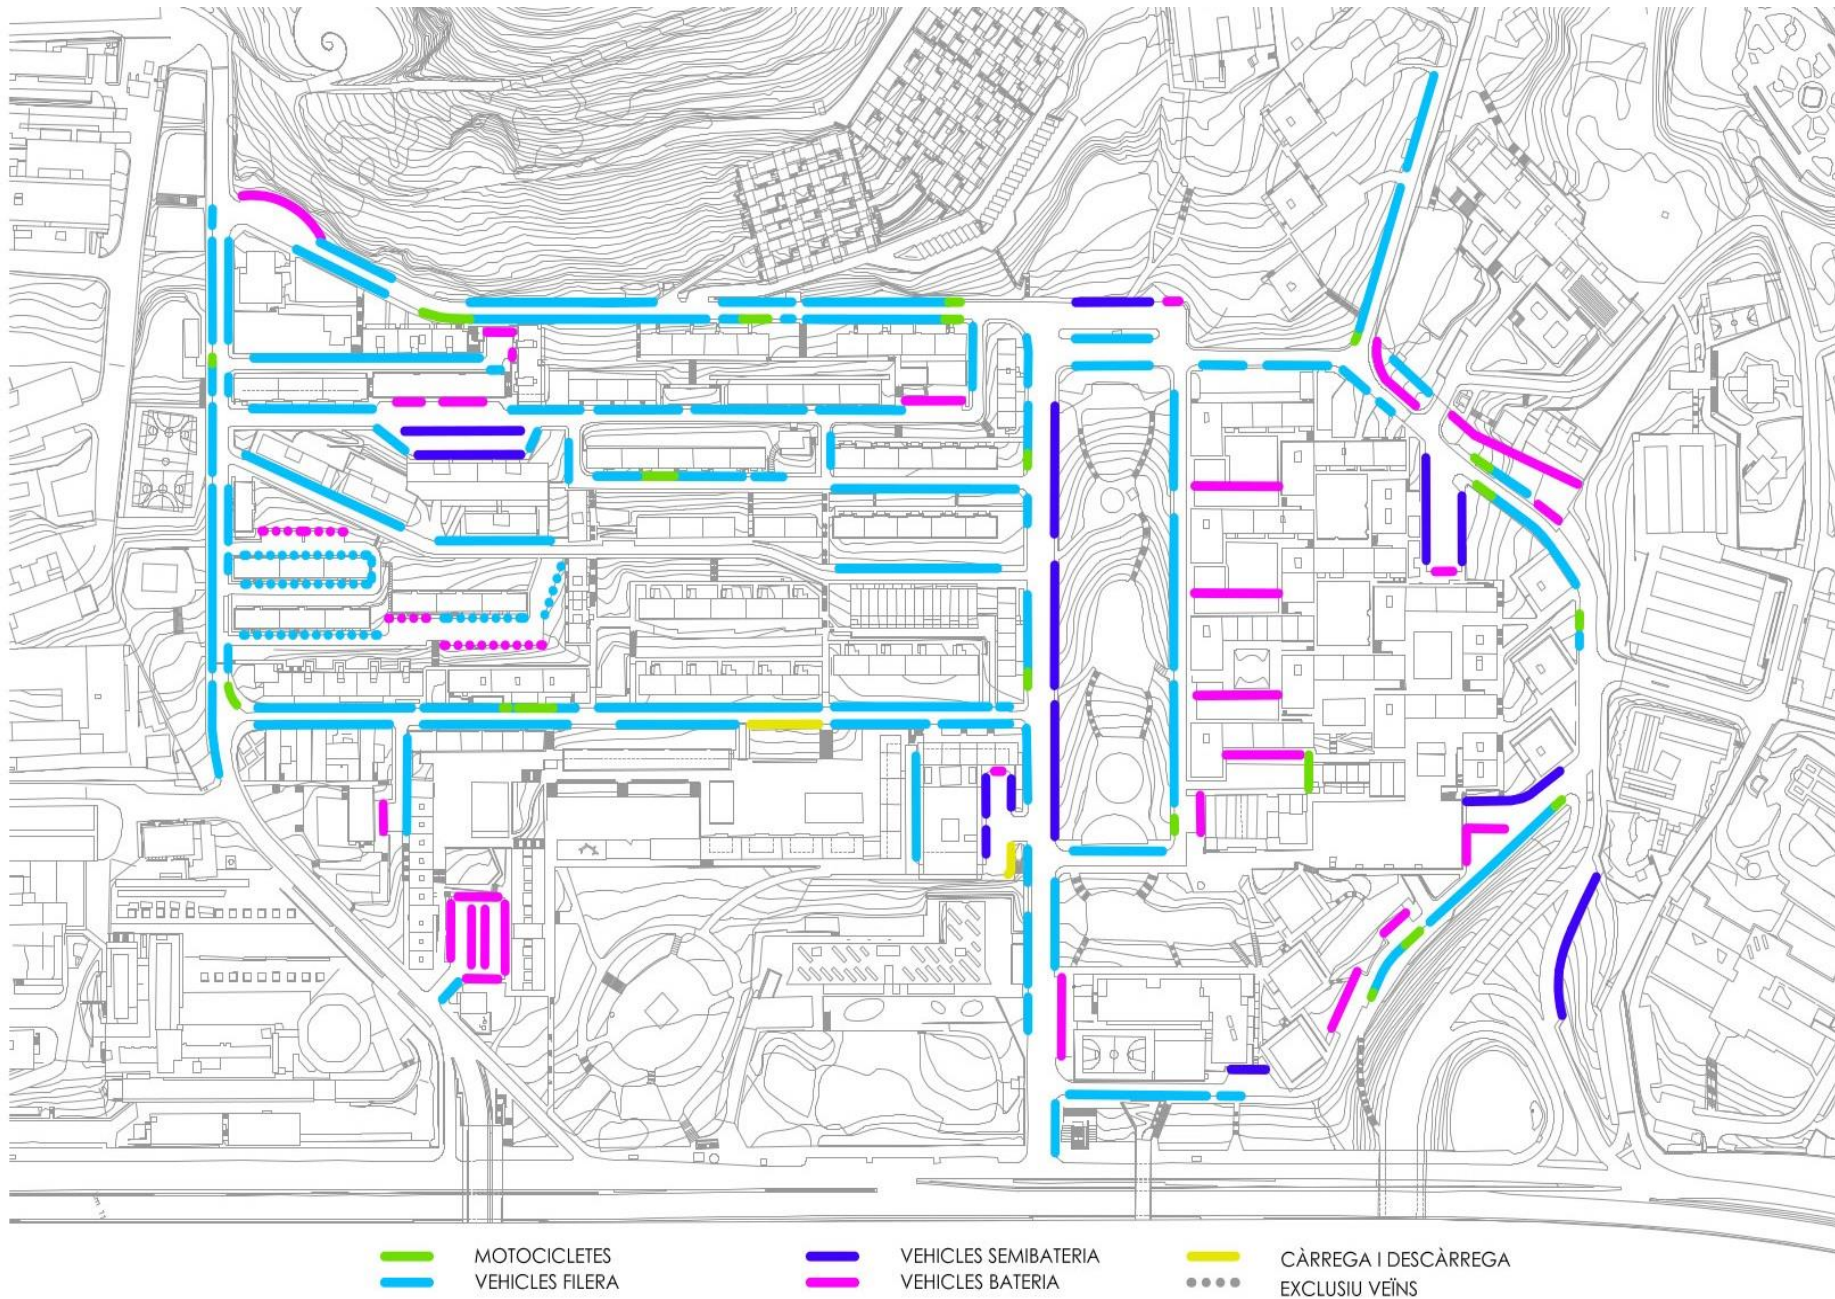 MOTOCICLETES
VEHICLES FILERA
VEHICLES SEMIBATERIA
VEHICLES BATERIA
CÀRREGA I DESCÀRREGA
EXCLUSIU VEÏNS